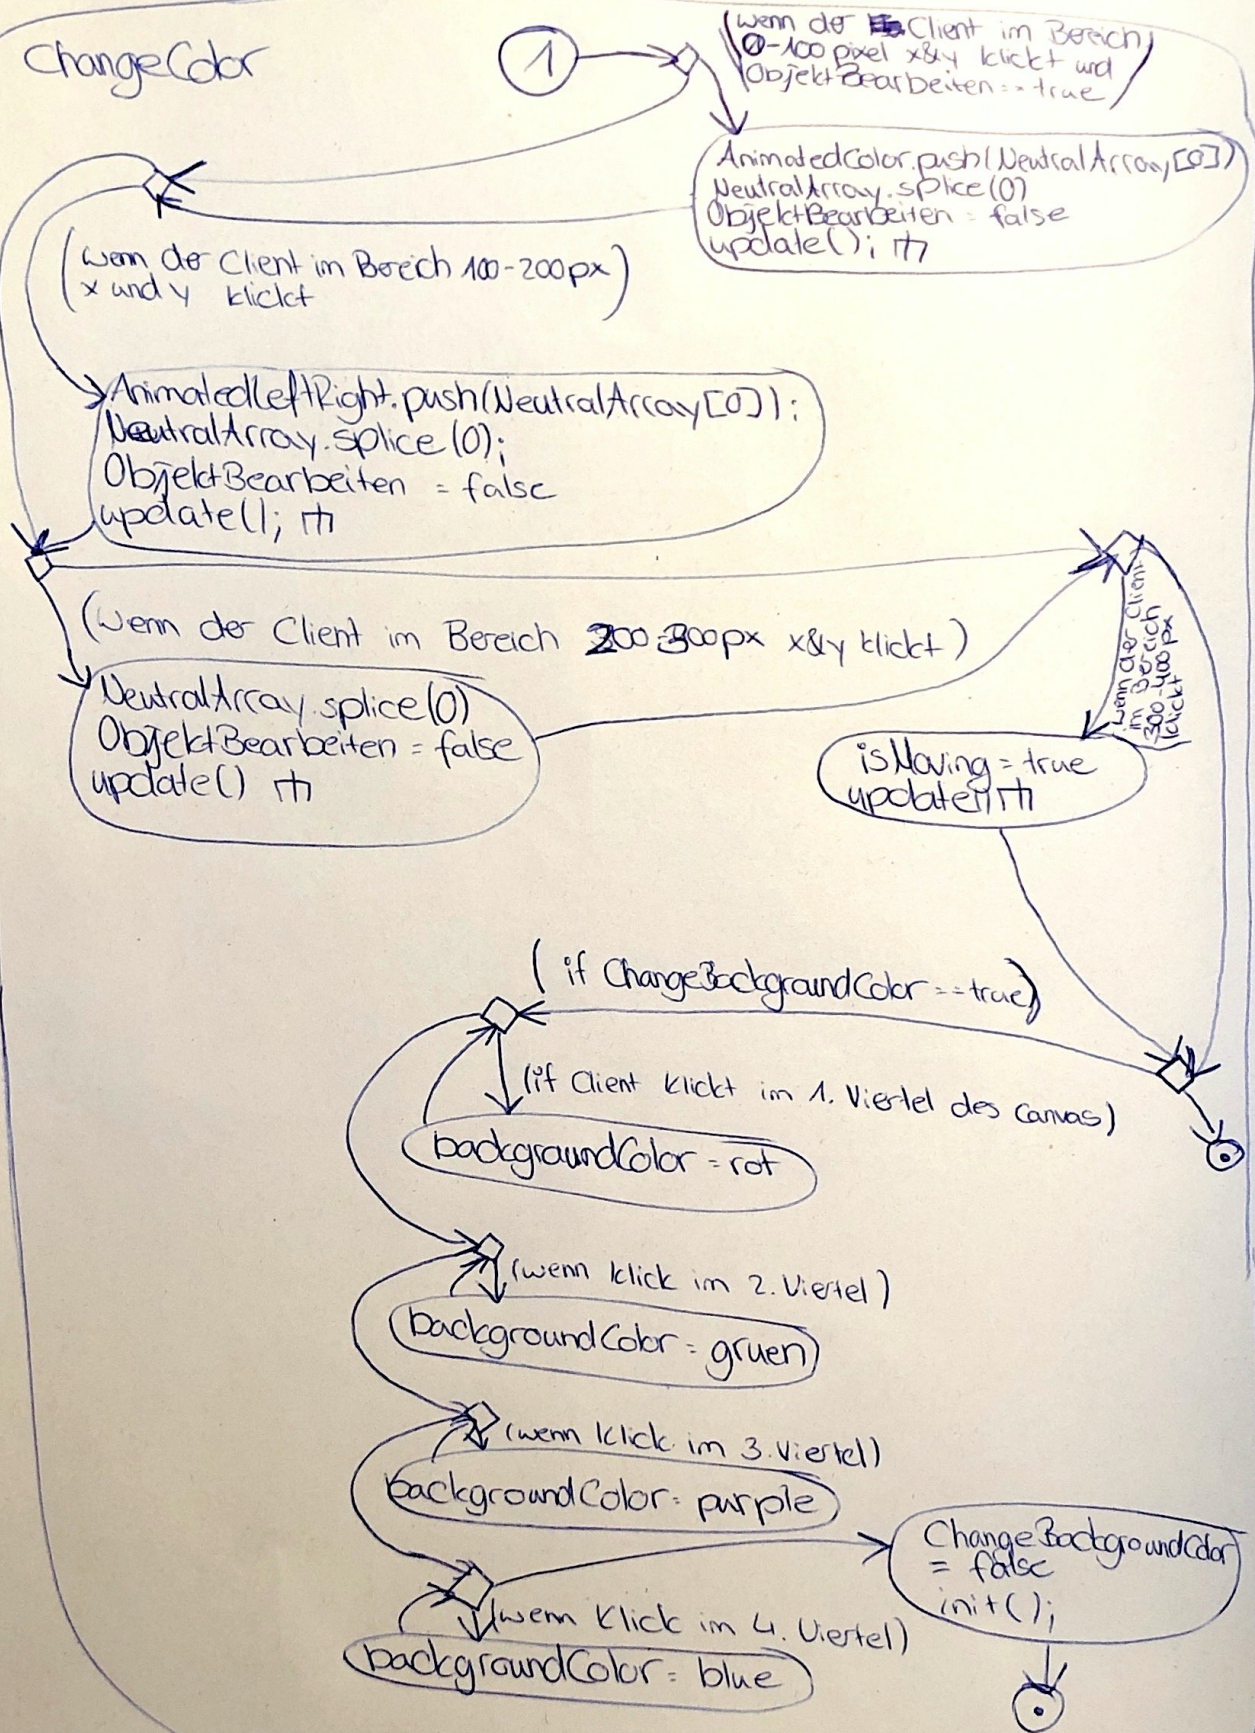 ChangeColor
1
(wenn der Client im Bereich
0-100 pixel x&y klickt und
ObjektBearbeiten == true)
AnimatedColor.push(NeutralArray[0])
NeutralArray.splice(0)
ObjektBearbeiten = false
update();
(wenn der Client im Bereich 100-200px
x und y klickt)
AnimatedLeftRight.push(NeutralArray[0]);
NeutralArray.splice(0);
ObjektBearbeiten = false
update();
(wenn der Client im Bereich 200-300px x&y klickt)
NeutralArray.splice(0)
ObjektBearbeiten = false
update()
(wenn der Client
im Bereich
300-400px
klickt
isMoving = true
update()
(if ChangeBackgroundColor == true)
(if Client klickt im 1. Viertel des Canvas)
backgroundColor = rot
(wenn klick im 2. Viertel)
backgroundColor = gruen
(wenn klick im 3. Viertel)
backgroundColor = purple
ChangeBackgroundColor
= false
init();
(wenn klick im 4. Viertel)
backgroundColor = blue